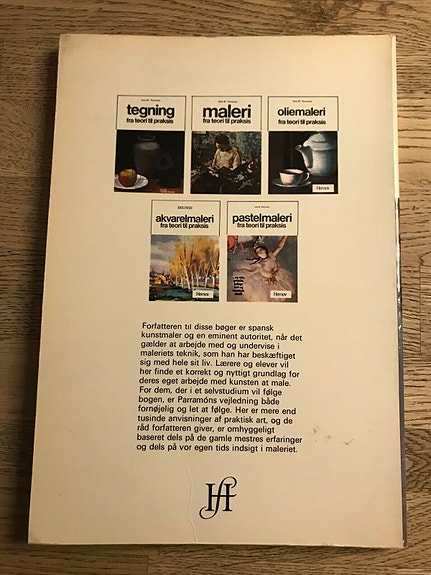 tegning
fra teori til praksis
maleri
fra teori til praksis
oliemaleri
fra teori til praksis
Hernov
akvarelmaleri
fra teori til praksis
Hernov
pastelmaleri
fra teori til praksis
Hernov
Forfatteren til disse bøger er spansk
kunstmaler og en eminent autoritet, når det
gælder at arbejde med og undervise i
maleriets teknik, som han har beskæftiget
sig med hele sit liv. Lærere og elever vil
her finde et korrekt og nyttigt grundlag for
deres eget arbejde med kunsten at male.
For dem, der i et selvstudium vil følge
bogen, er Parramóns vejledning både
fornøjelig og let at følge. Her er mere end
tusinde anvisninger af praktisk art, og de
råd forfatteren giver, er omhyggeligt
baseret dels på de gamle mestres erfaringer
og dels på vor egen tids indsigt i maleriet.